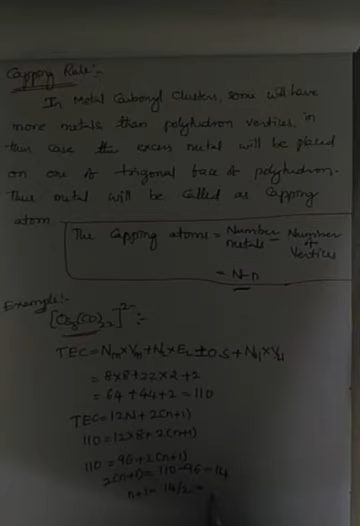 Capping Rule:-
In Metal Carbonyl Clusters, some will have
more metals than polyhedron vertices, in
this case the excess metal will be placed
on one of trigonal face of polyhedron.
Thus metal will be called as Capping
atom.
The Capping atoms = Number metals - Number of Vertices
= N-n
Example:-
[Os8(CO)22]2- :-
TEC = Nm×Vm + NL×EL ± O.S + NH×VH
= 8×8+22×2+2
= 64+44+2 = 110
TEC = 12N + 2(n+1)
110 = 12×8 + 2(n+1)
110 = 96 + 2(n+1)
2(n+1) = 110-96 = 14
n+1 = 14/2 =